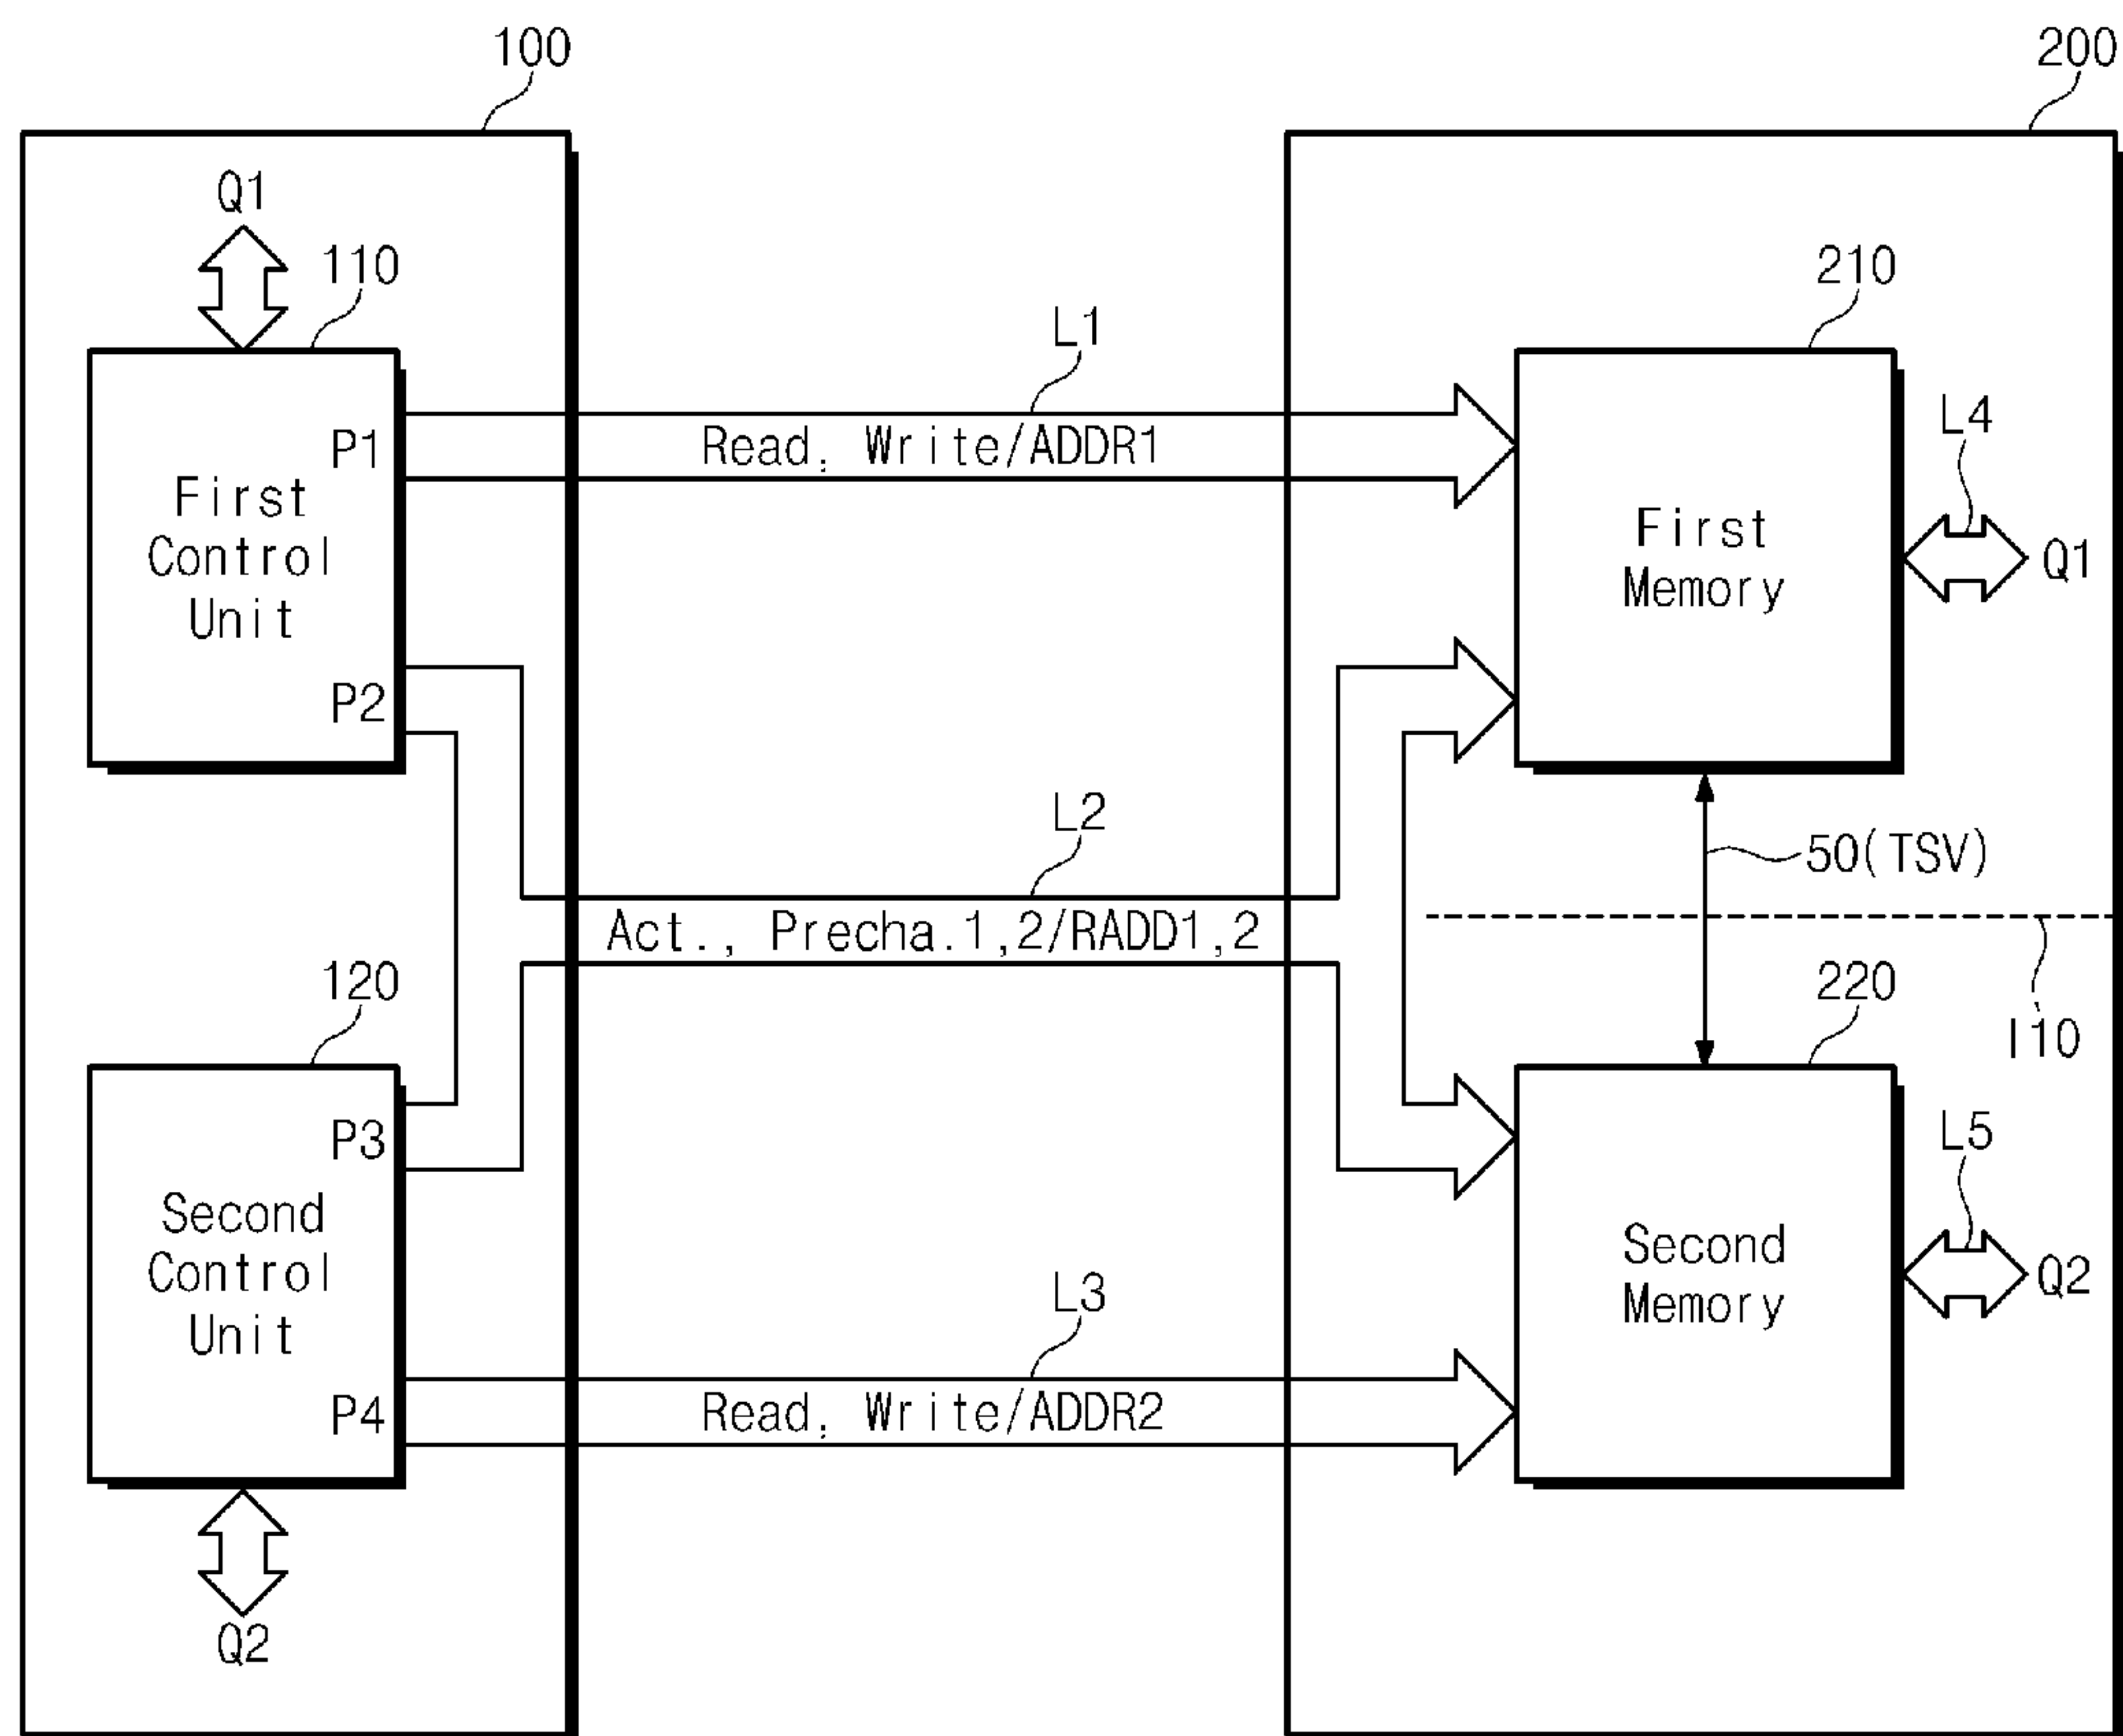 100
200
Q1
110
210
L1
L4
P1
Read, Write/ADDR1
First
Control
Unit
First
Memory
Q1
P2
L2
50(TSV)
Act., Precha.1,2/RADD1,2
120
220
I10
P3
L5
Second
Control
Unit
Second
Memory
Q2
L3
P4
Read, Write/ADDR2
Q2